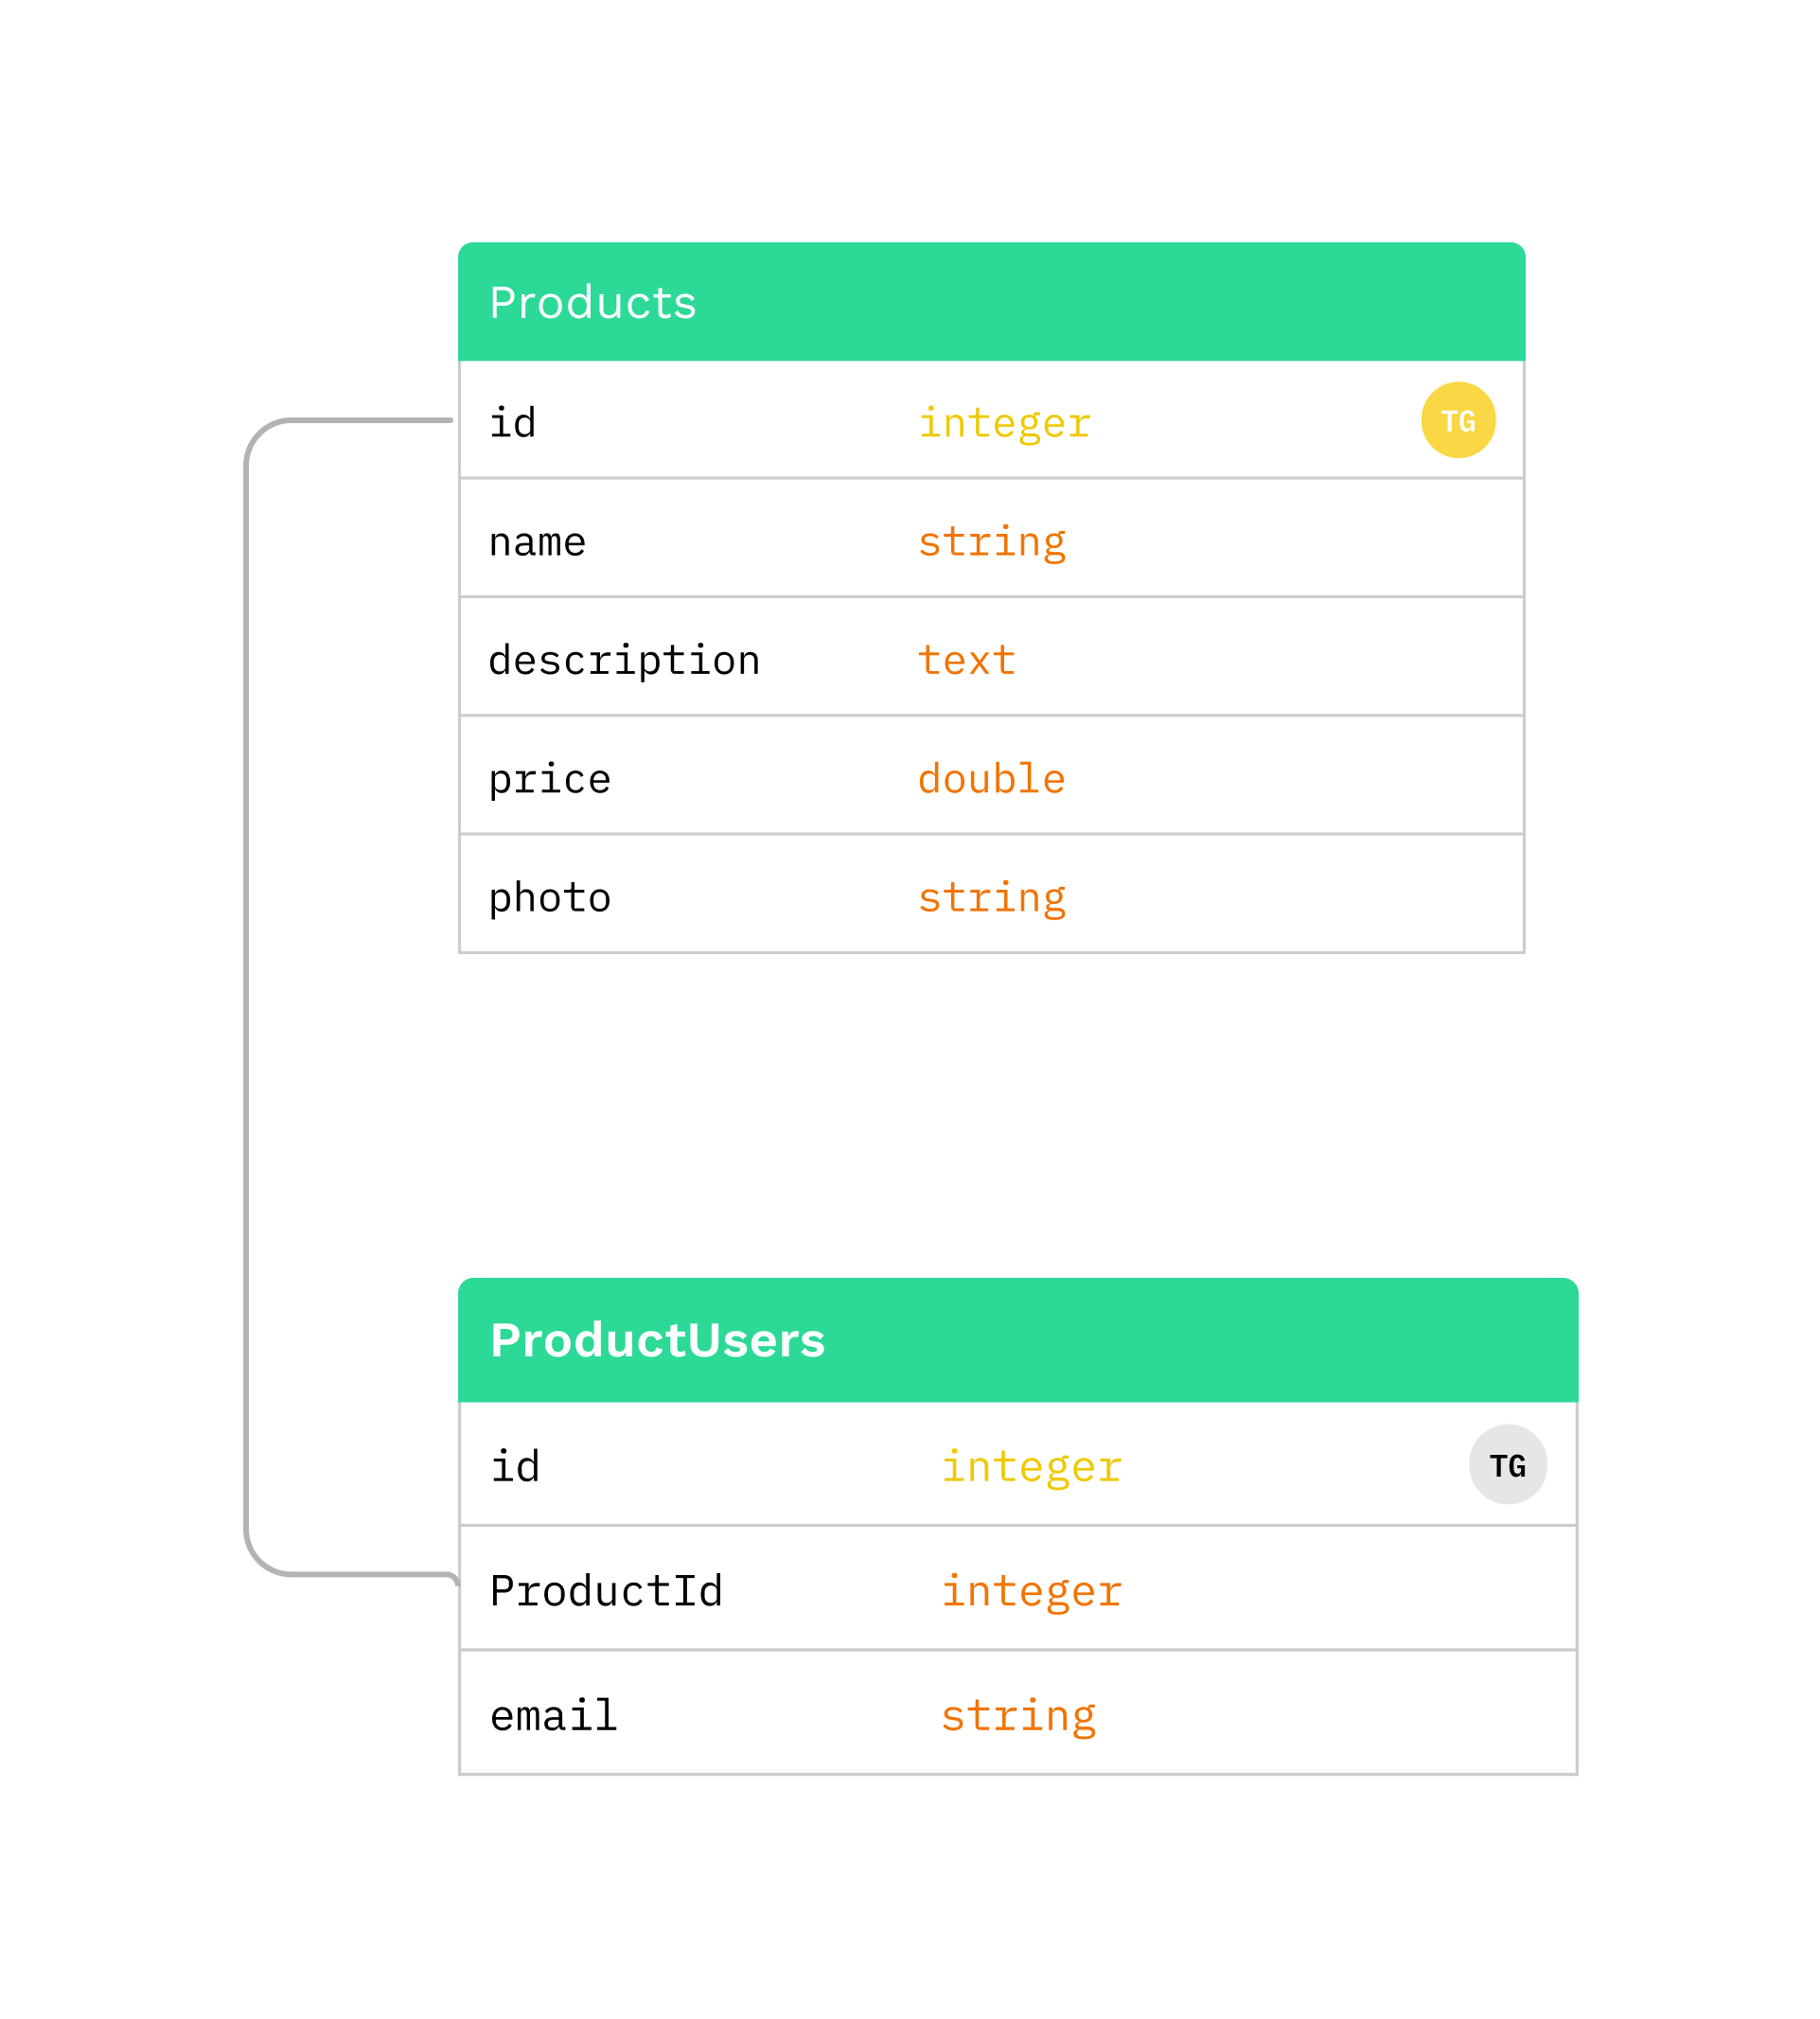 Products
id integer TG
name string
description text
price double
photo string
ProductUsers
id integer TG
ProductId integer
email string